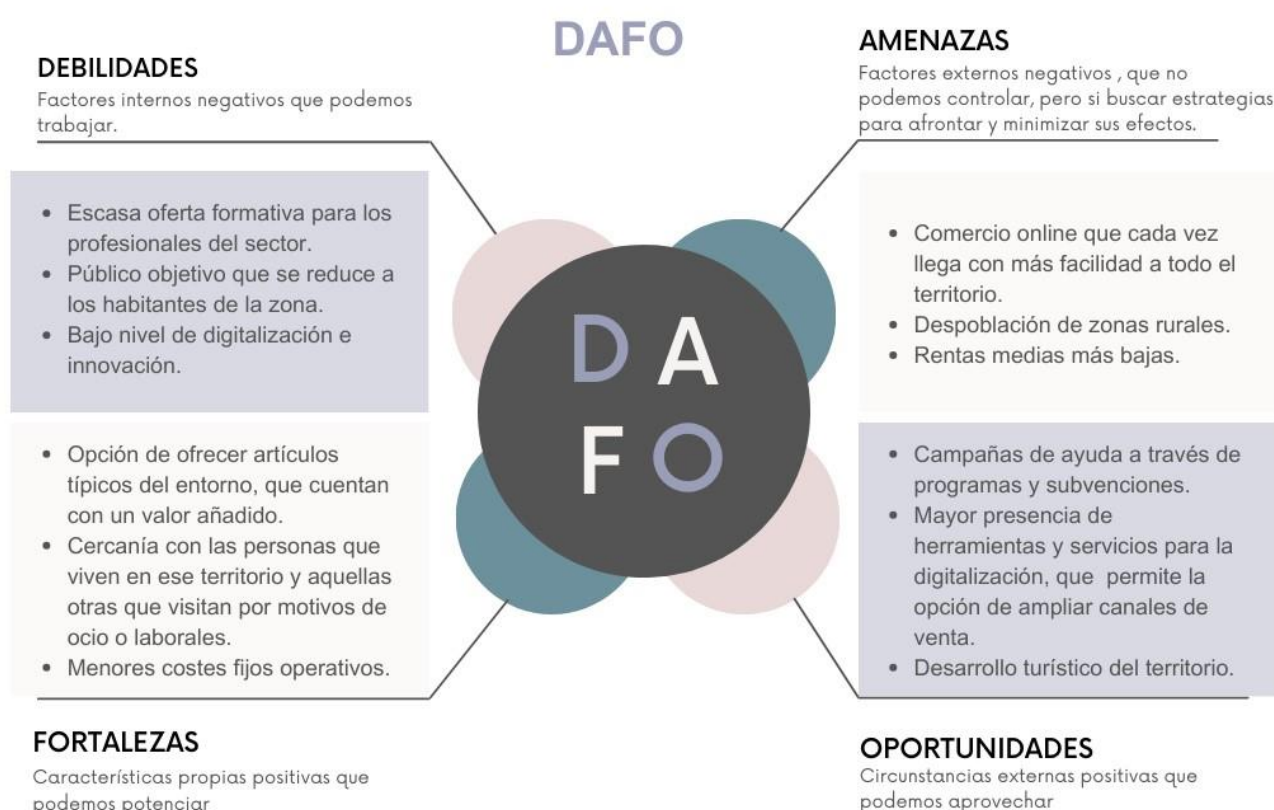 DAFO
DEBILIDADES
Factores internos negativos que podemos
trabajar.
AMENAZAS
Factores externos negativos , que no
podemos controlar, pero si buscar estrategias
para afrontar y minimizar sus efectos.
• Escasa oferta formativa para los
profesionales del sector.
• Público objetivo que se reduce a
los habitantes de la zona.
• Bajo nivel de digitalización e
innovación.
• Comercio online que cada vez
llega con más facilidad a todo el
territorio.
• Despoblación de zonas rurales.
• Rentas medias más bajas.
D A
F O
• Opción de ofrecer artículos
típicos del entorno, que cuentan
con un valor añadido.
• Cercanía con las personas que
viven en ese territorio y aquellas
otras que visitan por motivos de
ocio o laborales.
• Menores costes fijos operativos.
• Campañas de ayuda a través de
programas y subvenciones.
• Mayor presencia de
herramientas y servicios para la
digitalización, que permite la
opción de ampliar canales de
venta.
• Desarrollo turístico del territorio.
FORTALEZAS
Características propias positivas que
podemos potenciar
OPORTUNIDADES
Circunstancias externas positivas que
podemos aprovechar